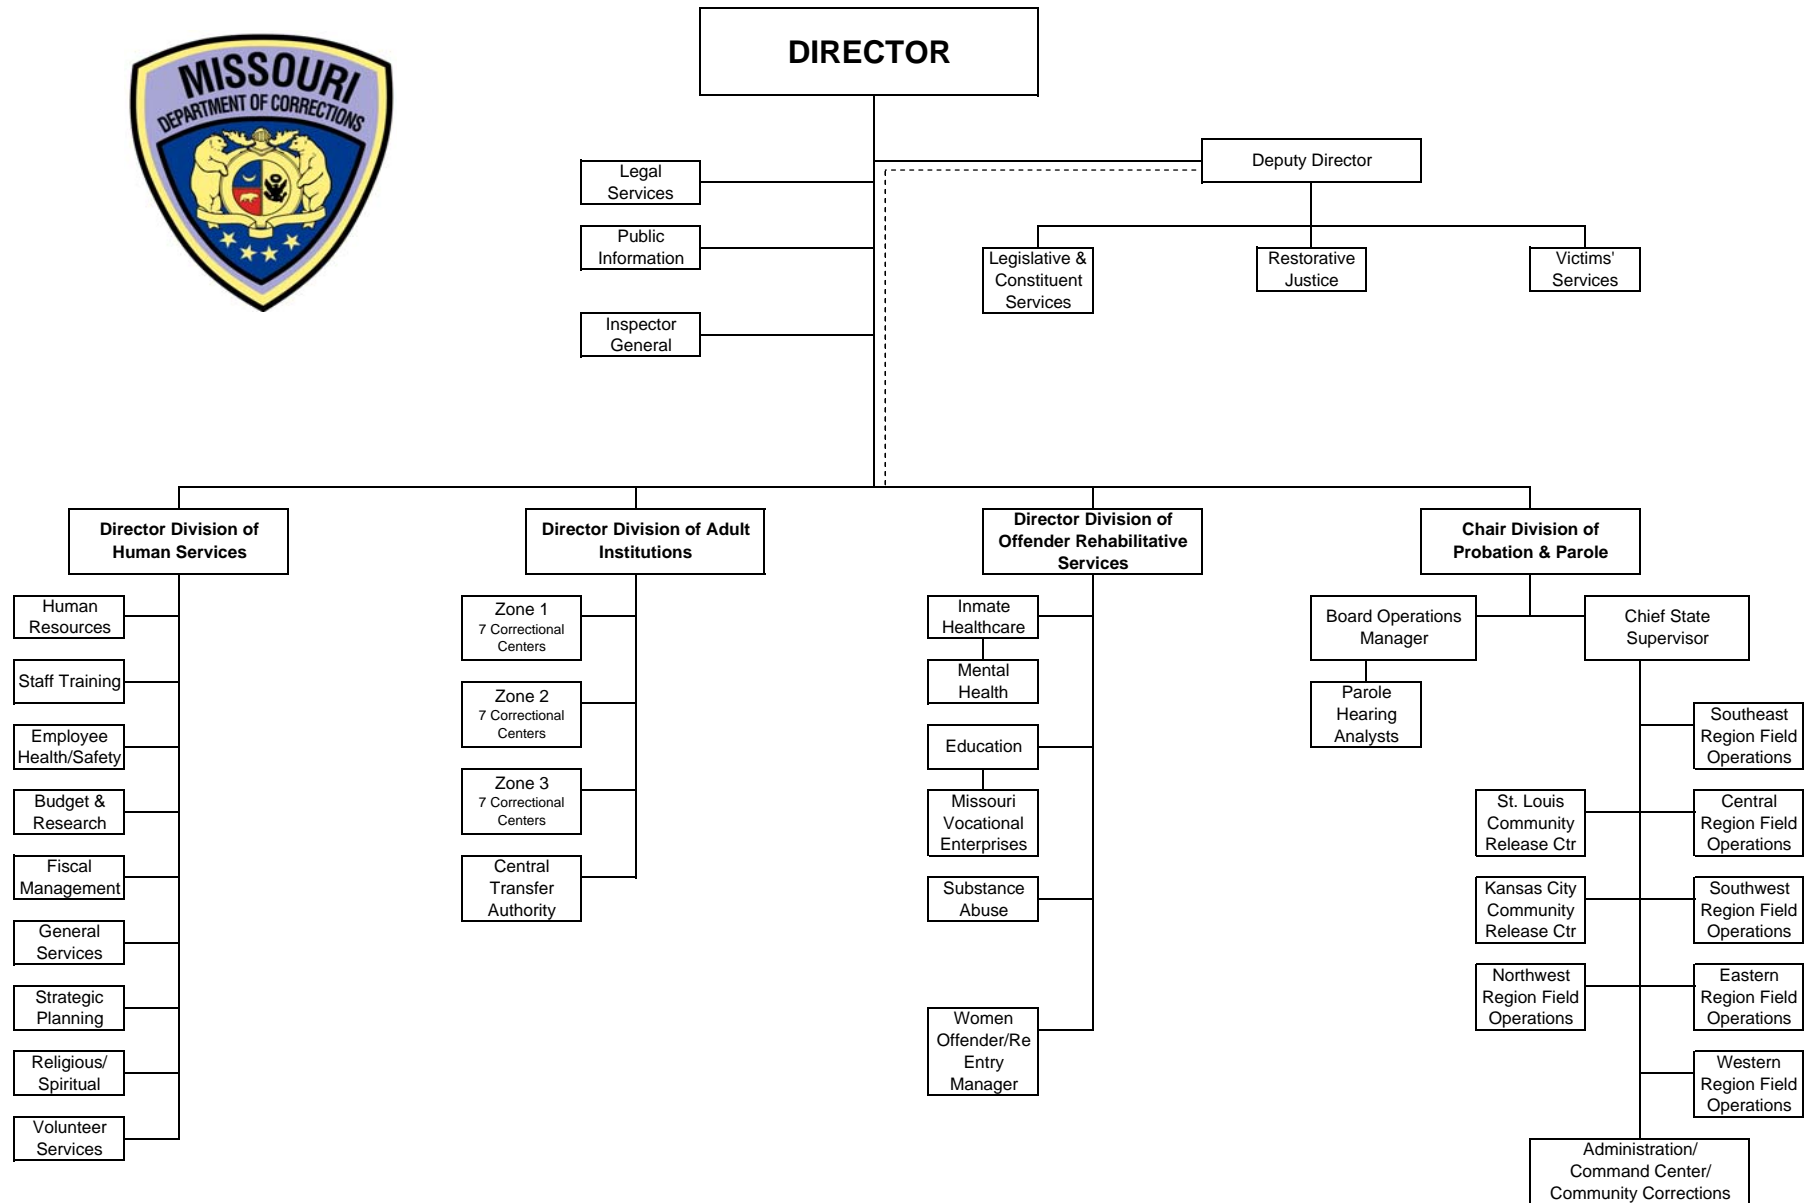 MISSOURI
DEPARTMENT OF CORRECTIONS
DIRECTOR
Deputy Director
Legal
Services
Public
Information
Inspector
General
Legislative &
Constituent
Services
Restorative
Justice
Victims'
Services
Director Division of
Human Services
Human
Resources
Staff Training
Employee
Health/Safety
Budget &
Research
Fiscal
Management
General
Services
Strategic
Planning
Religious/
Spiritual
Volunteer
Services
Director Division of Adult
Institutions
Zone 1
7 Correctional
Centers
Zone 2
7 Correctional
Centers
Zone 3
7 Correctional
Centers
Central
Transfer
Authority
Director Division of
Offender Rehabilitative
Services
Inmate
Healthcare
Mental
Health
Education
Missouri
Vocational
Enterprises
Substance
Abuse
Women
Offender/Re
Entry
Manager
Chair Division of
Probation & Parole
Board Operations
Manager
Parole
Hearing
Analysts
Chief State
Supervisor
Southeast
Region Field
Operations
St. Louis
Community
Release Ctr
Central
Region Field
Operations
Kansas City
Community
Release Ctr
Southwest
Region Field
Operations
Northwest
Region Field
Operations
Eastern
Region Field
Operations
Western
Region Field
Operations
Administration/
Command Center/
Community Corrections